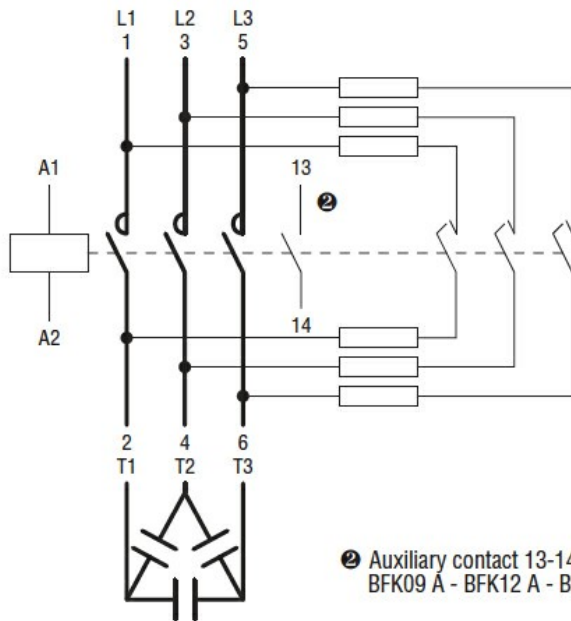 L1 L2 L3
1 3 5
A1
13
❷
14
A2
2 4 6
T1 T2 T3
❷ Auxiliary contact 13-14
BFK09 A - BFK12 A - B